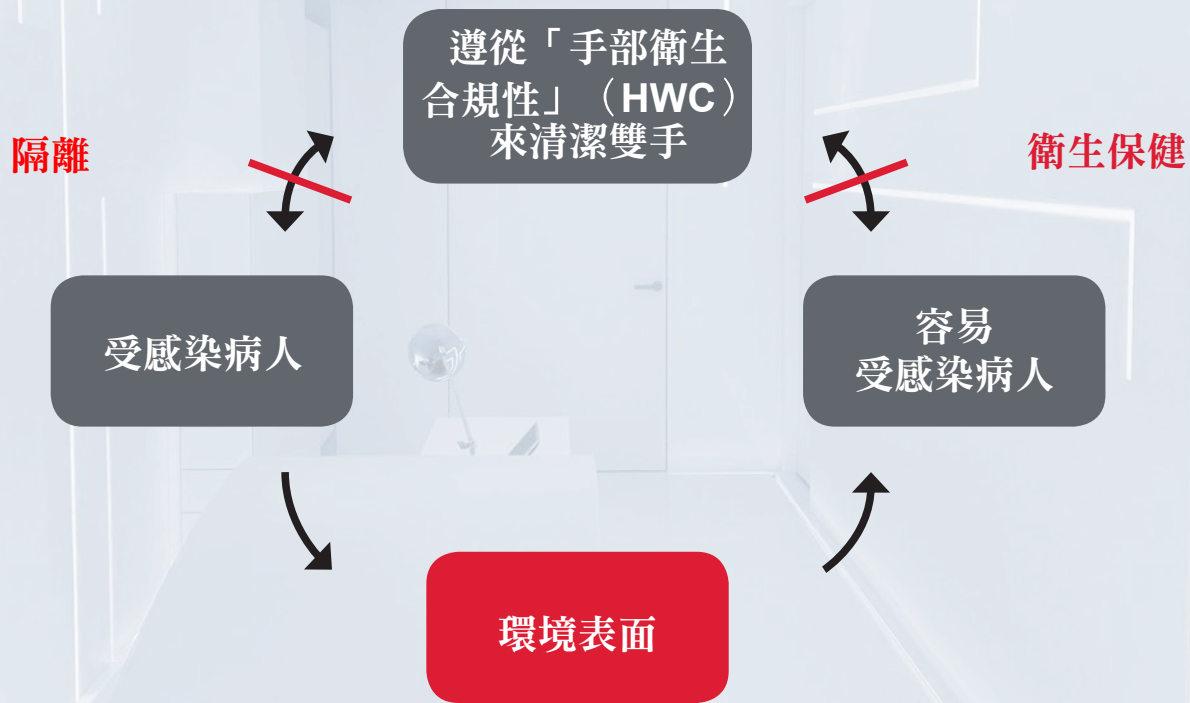 遵從「手部衛生
合規性」（HWC）
來清潔雙手
隔離
衛生保健
受感染病人
容易
受感染病人
環境表面